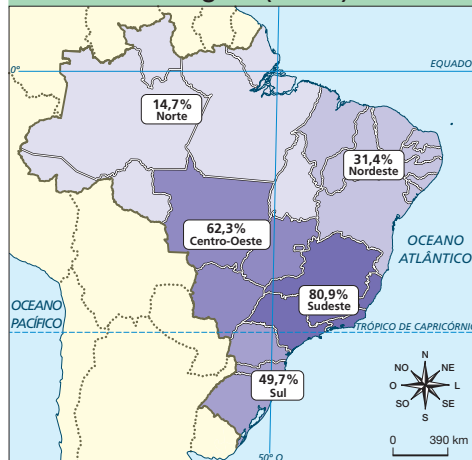 0°
EQUADO
14,7%
Norte
31,4%
Nordeste
62,3%
Centro-Oeste
OCEANO
ATLÂNTICO
80,9%
Sudeste
OCEANO
PACÍFICO
TRÓPICO DE CAPRICÓRNIO
49,7%
Sul
N
NO NE
O L
SO SE
S
0 390 km
50° O